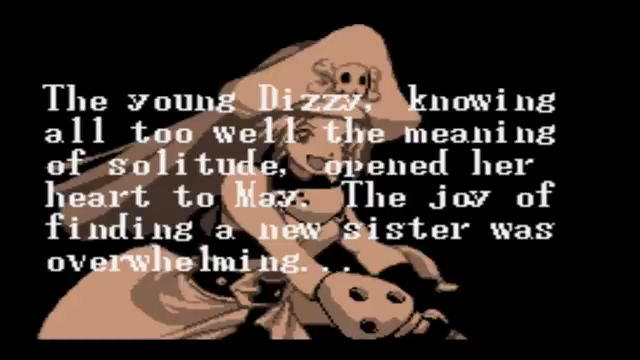 The young Dizzy, knowing
all too well the meaning
of solitude, opened her
heart to May. The joy of
finding a new sister was
overwhelming...